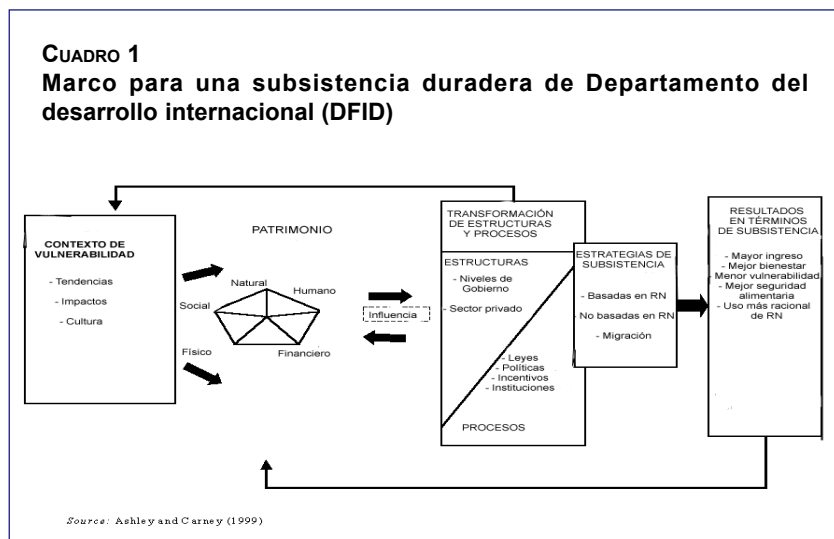 CUADRO 1
Marco para una subsistencia duradera de Departamento del
desarrollo internacional (DFID)
CONTEXTO DE
VULNERABILIDAD
- Tendencias
- Impactos
- Cultura
PATRIMONIO
Natural
Humano
Social
Físico
Financiero
Influencia
TRANSFORMACIÓN
DE ESTRUCTURAS
Y PROCESOS
ESTRUCTURAS
- Niveles de
Gobierno
- Sector privado
- Leyes
- Políticas
- Incentivos
- Instituciones
PROCESOS
ESTRATEGIAS DE
SUBSISTENCIA
- Basadas en RN
- No basadas en RN
- Migración
RESULTADOS
EN TÉRMINOS
DE SUBSISTENCIA
- Mayor ingreso
- Mejor bienestar
- Menor vulnerabilidad
- Mejor seguridad
alimentaria
- Uso más racional
de RN
Source: Ashley and Carney (1999)